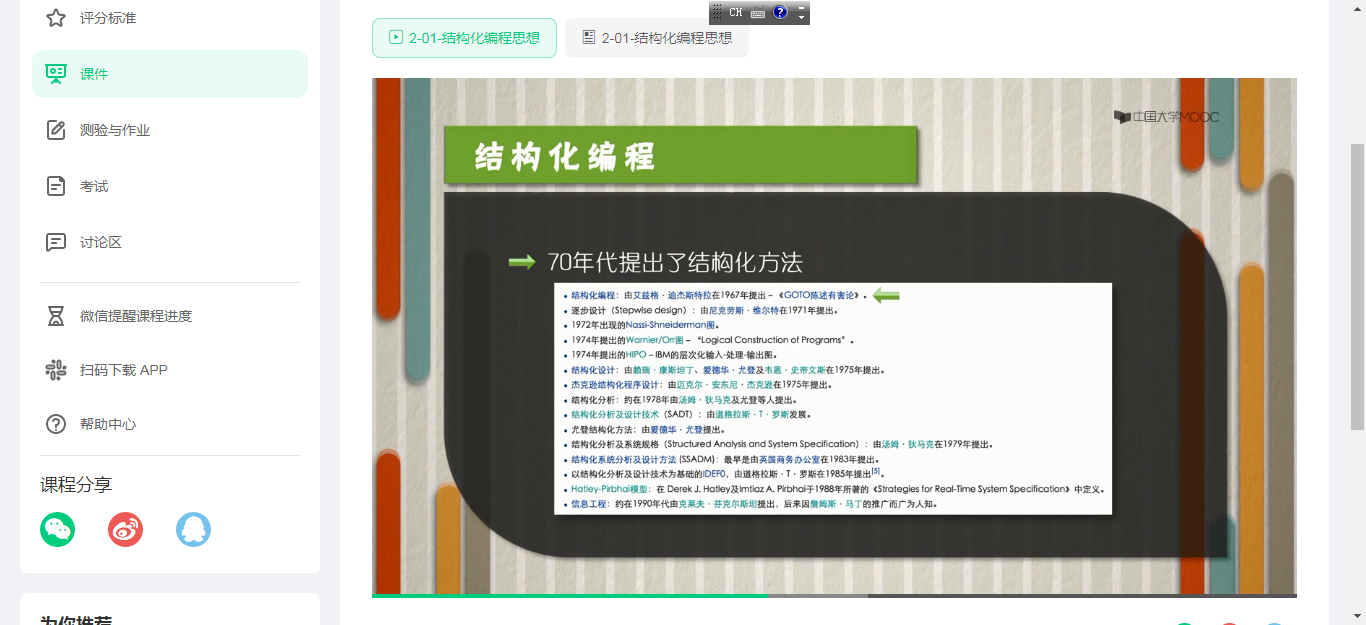 评分标准
课件
测验与作业
考试
讨论区
微信提醒课程进度
扫码下载 APP
帮助中心
课程分享
为你推荐
CH
2-01-结构化编程思想
2-01-结构化编程思想
中国大学MOOC
结构化编程
70年代提出了结构化方法
• 结构化编程：由艾兹格·迪杰斯特拉在1967年提出 – 《GOTO陈述有害论》。
• 逐步设计（Stepwise design）：由尼克劳斯·维尔特在1971年提出。
• 1972年出现的Nassi-Shneiderman图。
• 1974年提出的Warnier/Orr图 – “Logical Construction of Programs”。
• 1974年提出的HIPO – IBM的层次化输入-处理-输出图。
• 结构化设计：由赖瑞·康斯坦丁、爱德华·尤登及韦恩·史帝文斯在1975年提出。
• 杰克逊结构化程序设计：由迈克尔·安东尼·杰克逊在1975年提出。
• 结构化分析：约在1978年由汤姆·狄马克及尤登等人提出。
• 结构化分析及设计技术（SADT）：由道格拉斯·T·罗斯发展。
• 尤登结构化方法：由爱德华·尤登提出。
• 结构化分析及系统规格（Structured Analysis and System Specification）：由汤姆·狄马克在1979年提出。
• 结构化系统分析及设计方法 (SSADM)：最早是由英国商务办公室在1983年提出。
• 以结构化分析及设计技术为基础的IDEF0，由道格拉斯·T·罗斯在1985年提出[5]。
• Hatley-Pirbhai模型：在 Derek J. Hatley及Imtiaz A. Pirbhai于1988年所著的《Strategies for Real-Time System Specification》中定义。
• 信息工程：约在1990年代由克莱夫·芬克尔斯坦提出，后来因詹姆斯·马丁的推广而广为人知。